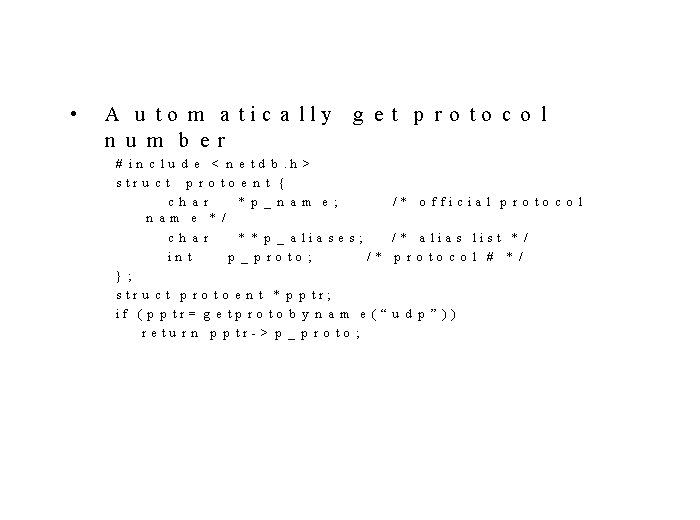 • Automatically get protocol
number
#include <netdb.h>
struct protoent {
char *p_name; /* official protocol
name */
char **p_aliases; /* alias list */
int p_proto; /* protocol # */
};
struct protoent *pptr;
if (pptr=getprotobyname(“udp”))
return pptr->p_proto;